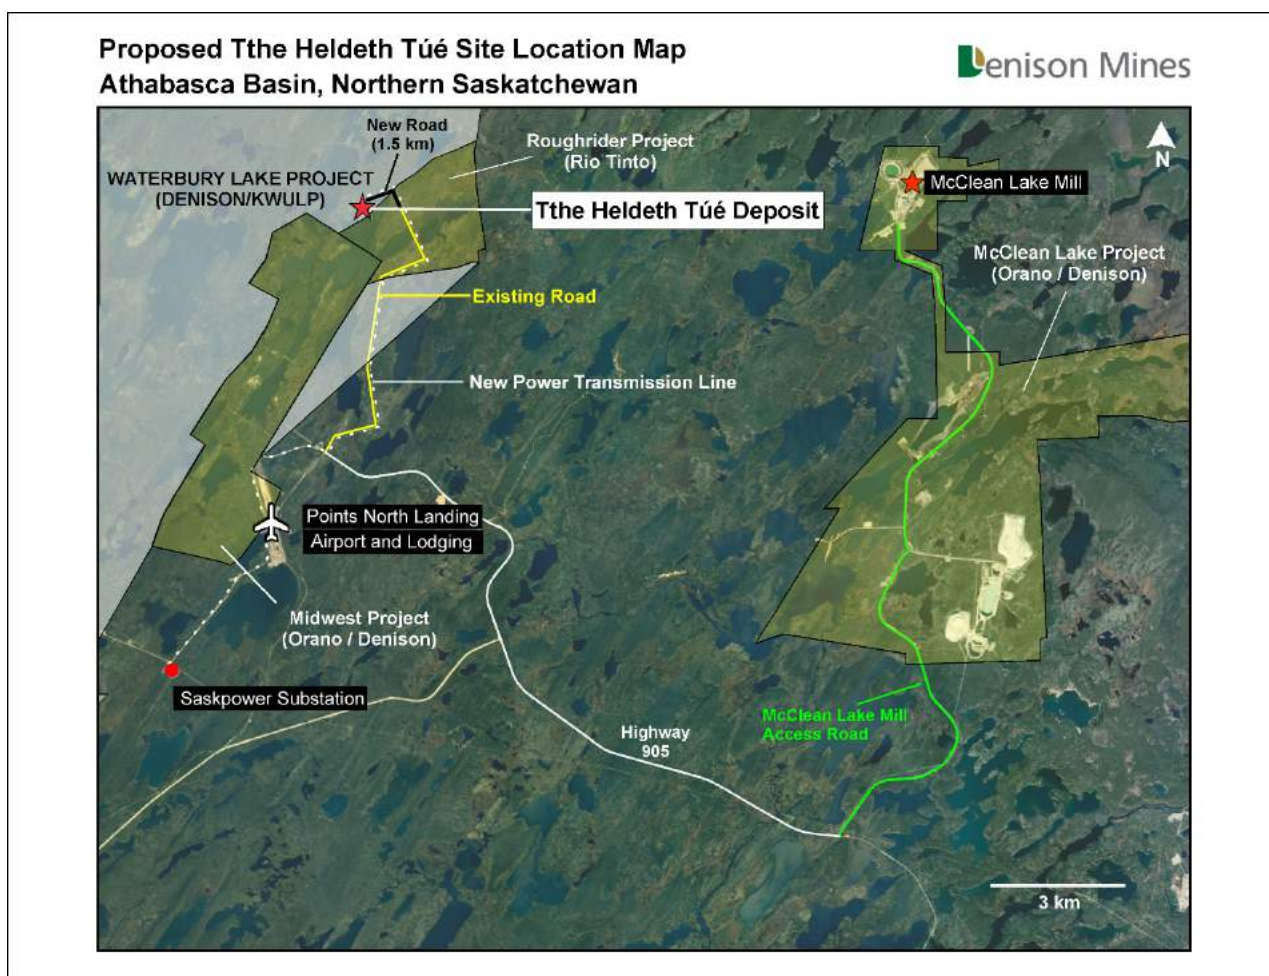 Proposed Tthe Heldeth Túé Site Location Map
Athabasca Basin, Northern Saskatchewan
Denison Mines
New Road
(1.5 km)
Roughrider Project
(Rio Tinto)
N
WATERBURY LAKE PROJECT
(DENISON/KWULP)
McClean Lake Mill
Tthe Heldeth Túé Deposit
McClean Lake Project
(Orano / Denison)
Existing Road
New Power Transmission Line
Points North Landing
Airport and Lodging
Midwest Project
(Orano / Denison)
Saskpower Substation
McClean Lake Mill
Access Road
Highway
905
3 km